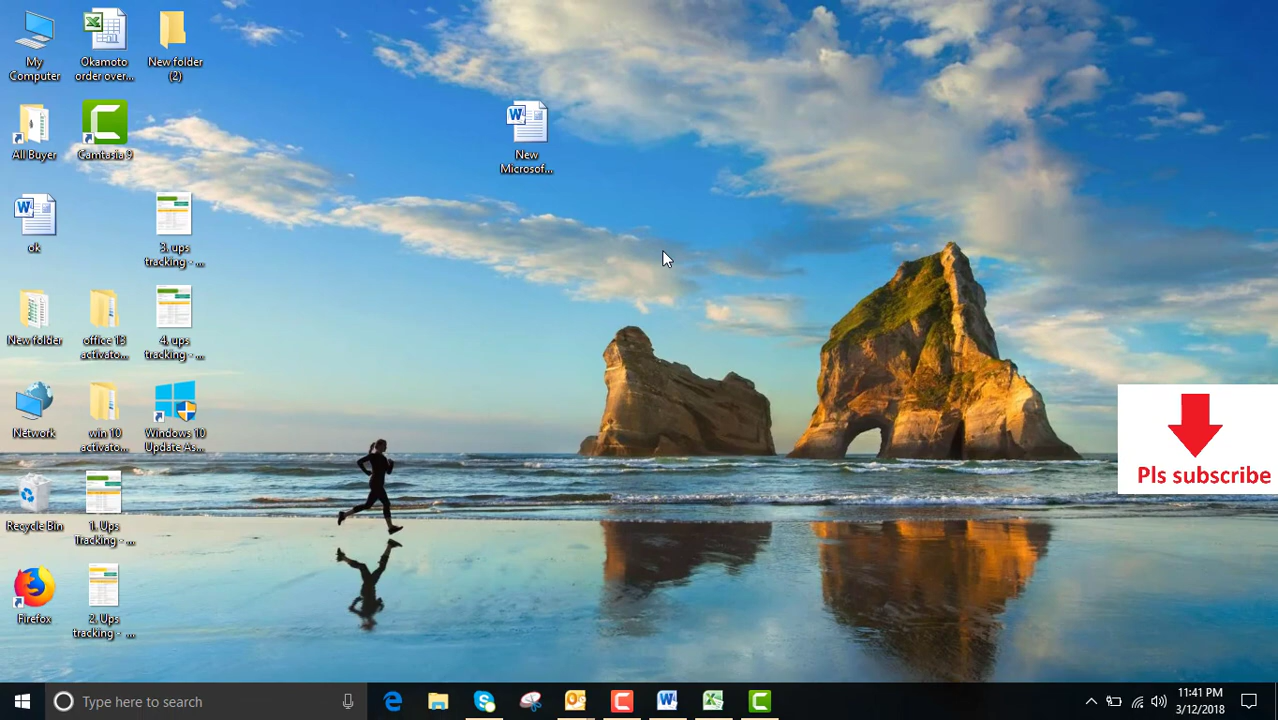 My
Computer
Okamoto
order over...
New folder
(2)
All Buyer
Camtasia 9
New
Microsof...
ok
3. ups
tracking - ...
New folder
office 13
activato...
4. ups
tracking - ...
Network
win 10
activato...
Windows 10
Update As...
Recycle Bin
1. Ups
Tracking - ...
Firefox
2. Ups
tracking - ...
Pls subscribe
Type here to search
11:41 PM
3/12/2018